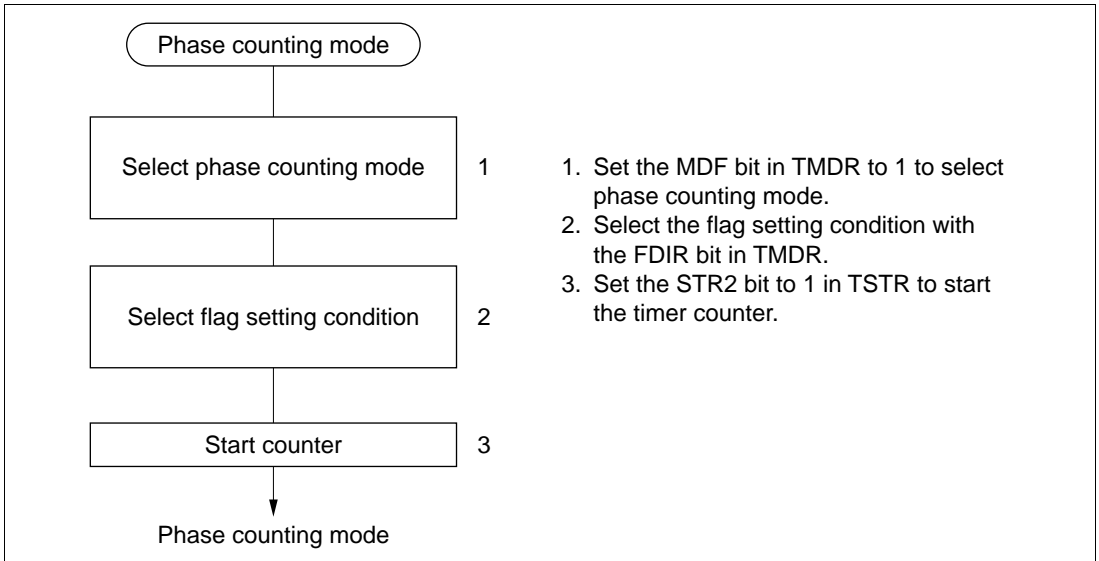 Phase counting mode
Select phase counting mode 1
Select flag setting condition 2
Start counter 3
Phase counting mode
1. Set the MDF bit in TMDR to 1 to select
phase counting mode.
2. Select the flag setting condition with
the FDIR bit in TMDR.
3. Set the STR2 bit to 1 in TSTR to start
the timer counter.